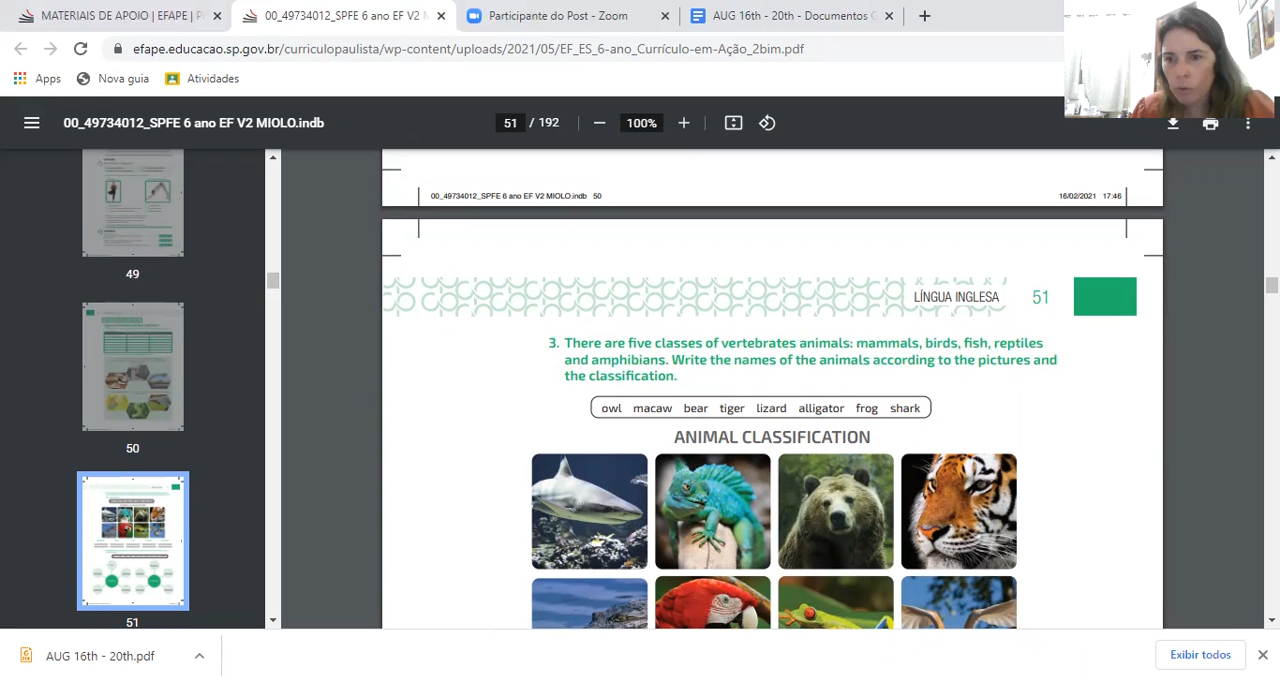 MATERIAIS DE APOIO | EFAPE | P
00_49734012_SPFE 6 ano EF V2 M
Participante do Post - Zoom
AUG 16th - 20th - Documentos G
efape.educacao.sp.gov.br/curriculopaulista/wp-content/uploads/2021/05/EF_ES_6-ano_Currículo-em-Ação_2bim.pdf
Apps
Nova guia
Atividades
00_49734012_SPFE 6 ano EF V2 MIOLO.indb
51 / 192
100%
49
50
51
00_49734012_SPFE 6 ano EF V2 MIOLO.indb 50
16/02/2021 17:46
LÍNGUA INGLESA 51
3. There are five classes of vertebrates animals: mammals, birds, fish, reptiles
and amphibians. Write the names of the animals according to the pictures and
the classification.
owl macaw bear tiger lizard alligator frog shark
ANIMAL CLASSIFICATION
AUG 16th - 20th.pdf
Exibir todos